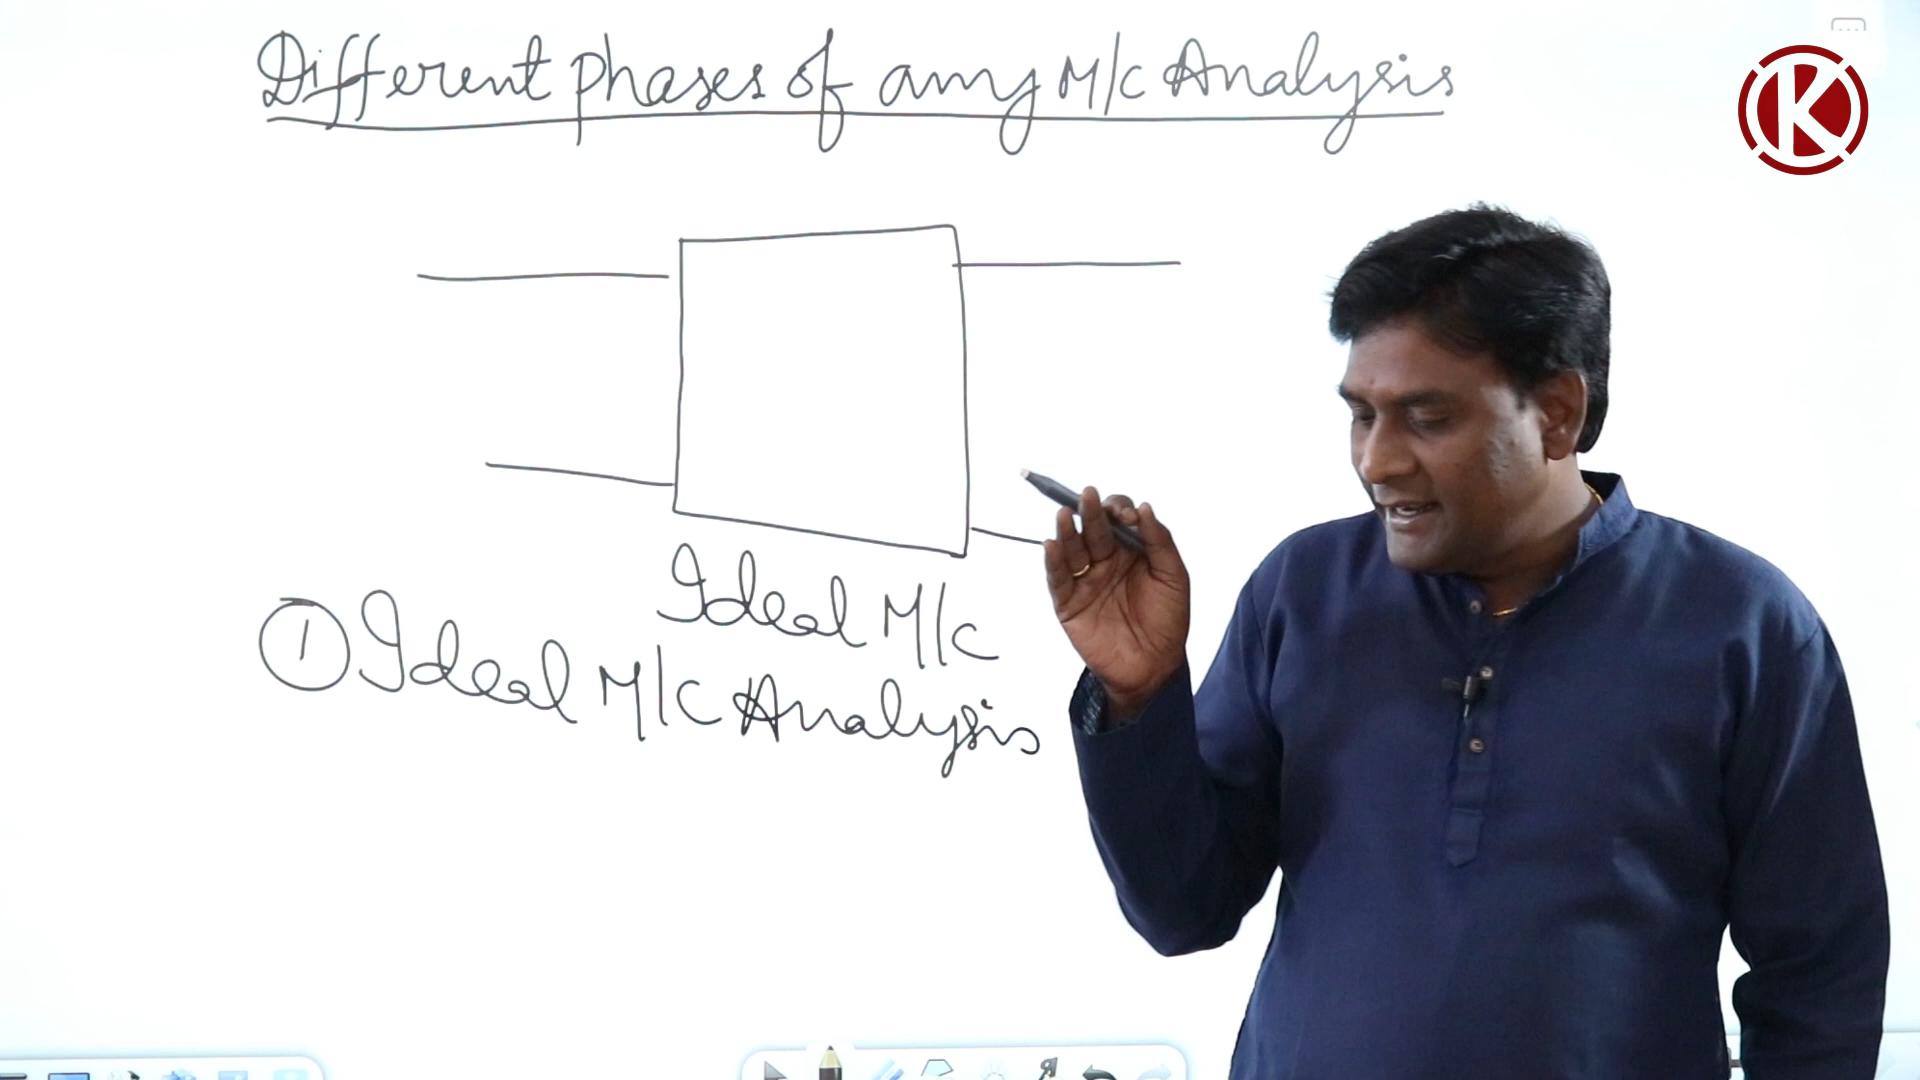 Different phases of any M/c Analysis
K
Ideal M/c
1 Ideal M/c Analysis